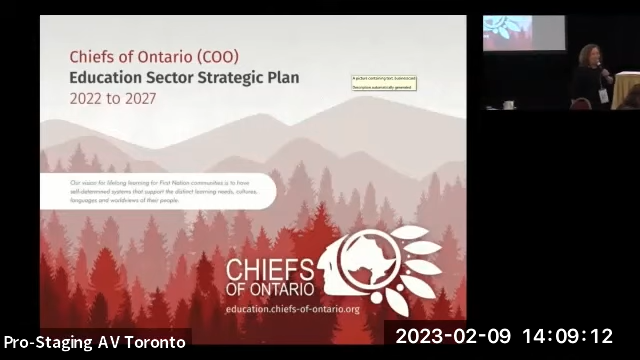 Chiefs of Ontario (COO)
Education Sector Strategic Plan
2022 to 2027
Our vision for lifelong learning for First Nation communities is to have
self-determined systems that support the distinct learning needs, cultures,
languages and worldviews of their people.
CHIEFS
OF ONTARIO
education.chiefs-of-ontario.org
Pro-Staging AV Toronto
2023-02-09 14:09:12